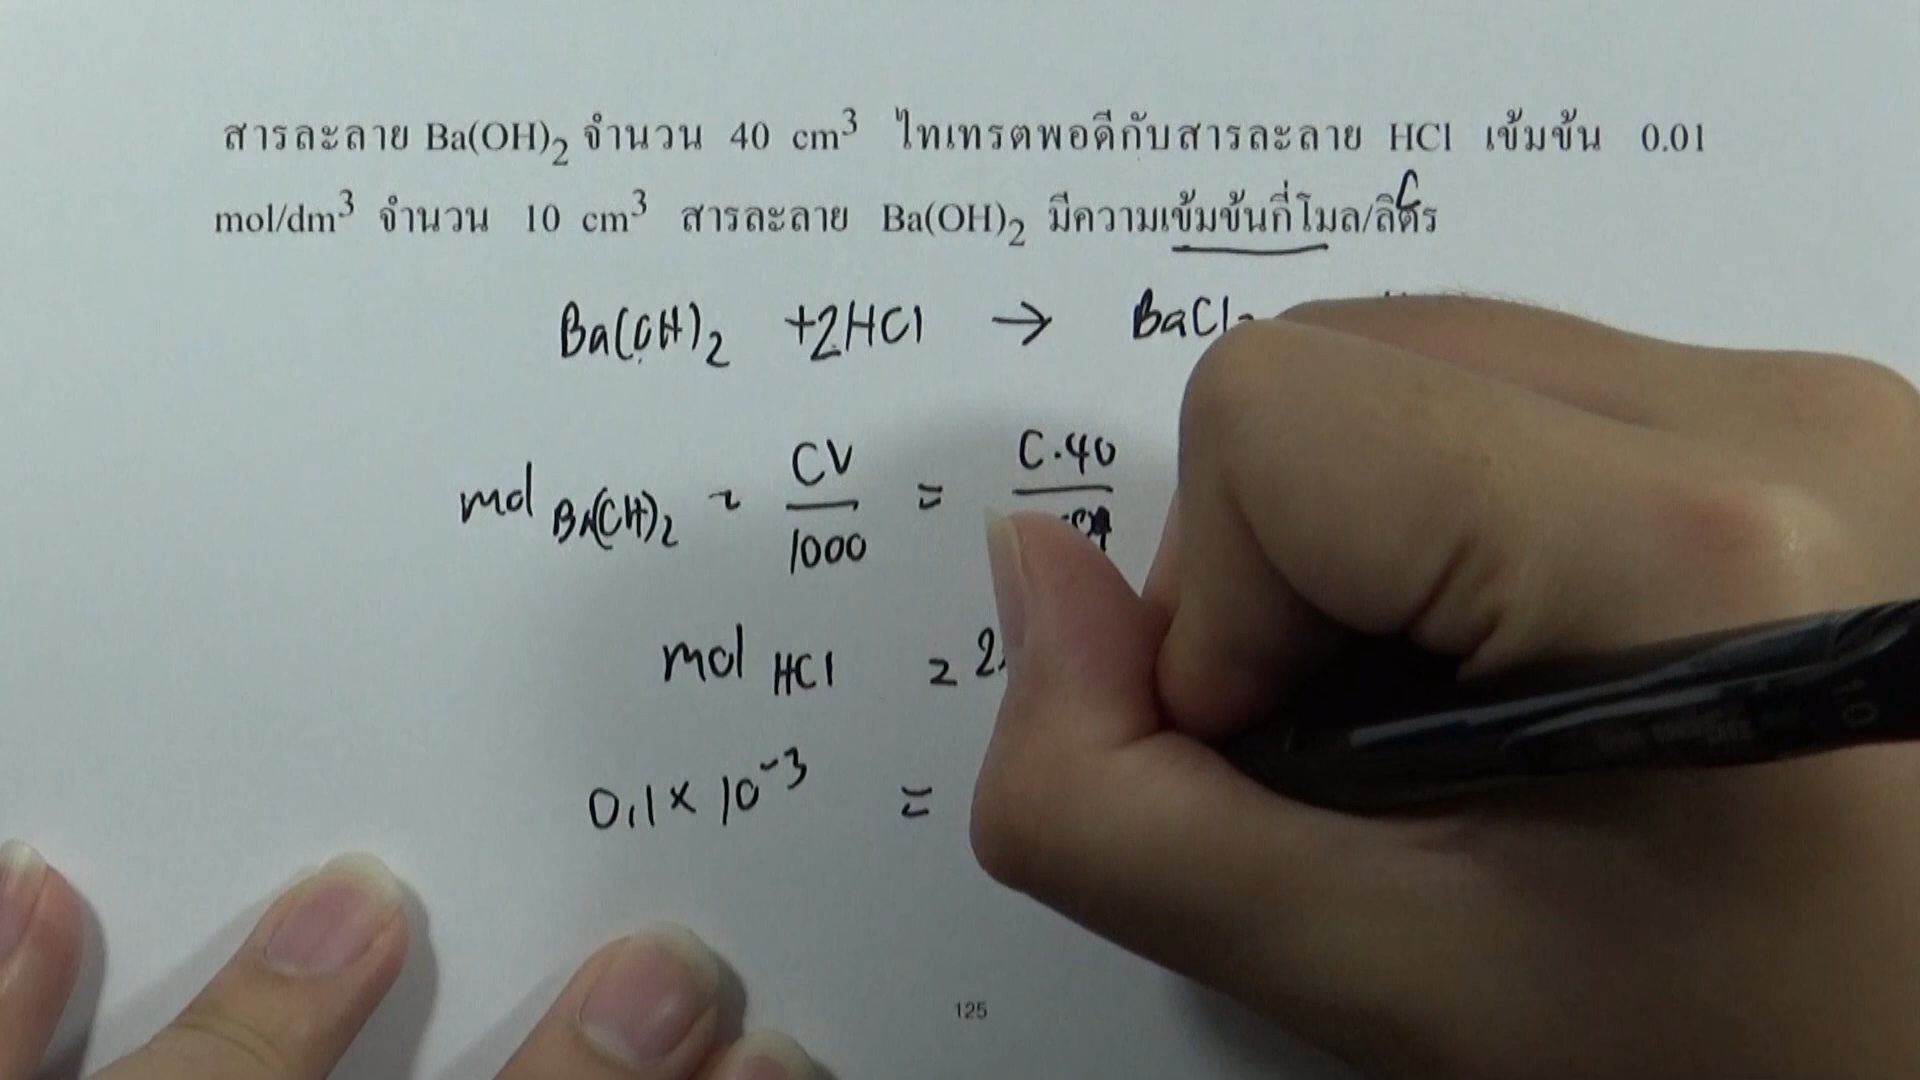 สารละลาย Ba(OH)2 จำนวน 40 cm3 ไทเทรตพอดีกับสารละลาย HCl เข้มข้น 0.01
mol/dm3 จำนวน 10 cm3 สารละลาย Ba(OH)2 มีความเข้มข้นกี่โมล/ลิตร
C
Ba(OH)2 +2HCl → BaCl
mol Ba(OH)2 = CV/1000 = C.40
mol HCl = 2
0.1 × 10-3 =
1.0
125